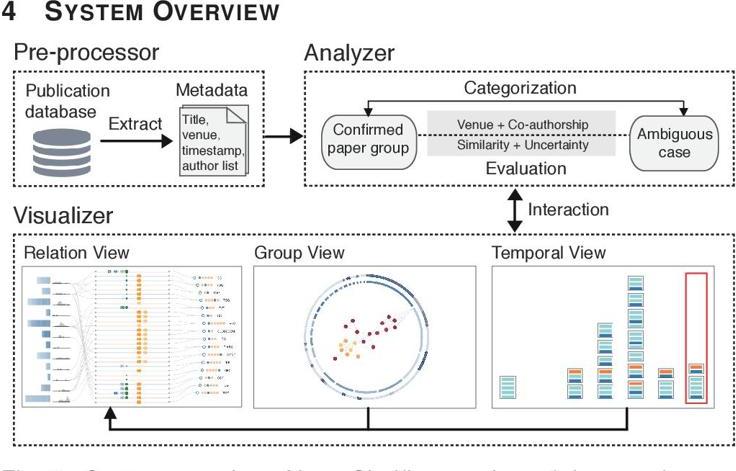 4 SYSTEM OVERVIEW
Pre-processor
Analyzer
Publication
database
Extract
Metadata
Title,
venue,
timestamp,
author list
Categorization
Confirmed
paper group
Venue + Co-authorship
Similarity + Uncertainty
Ambiguous
case
Evaluation
Visualizer
Interaction
Relation View
Group View
Temporal View